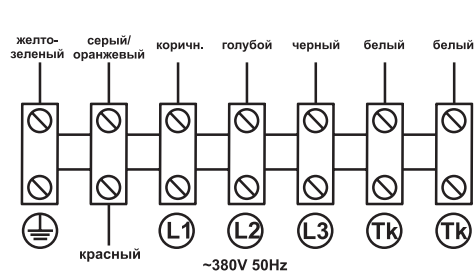 желто-
зеленый
серый/
оранжевый
коричн.
голубой
черный
белый
белый
L1
L2
L3
Tk
Tk
красный
~380V 50Hz